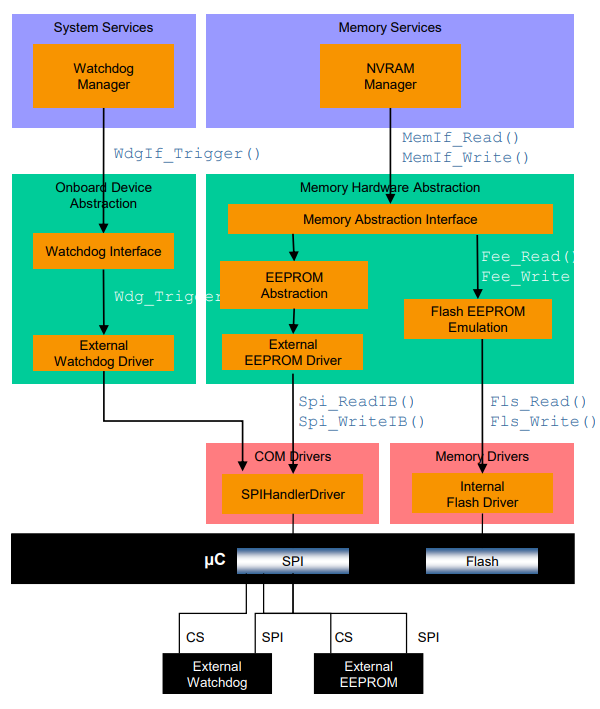 System Services
Memory Services
Watchdog
Manager
NVRAM
Manager
WdgIf_Trigger()
MemIf_Read()
MemIf_Write()
Onboard Device
Abstraction
Memory Hardware Abstraction
Memory Abstraction Interface
Watchdog Interface
Fee_Read()
Fee_Write
EEPROM
Abstraction
Wdg_Trigger
Flash EEPROM
Emulation
External
Watchdog Driver
External
EEPROM Driver
Spi_ReadIB()
Spi_WriteIB()
Fls_Read()
Fls_Write()
COM Drivers
Memory Drivers
SPIHandlerDriver
Internal
Flash Driver
µC
SPI
Flash
CS
SPI
CS
SPI
External
Watchdog
External
EEPROM